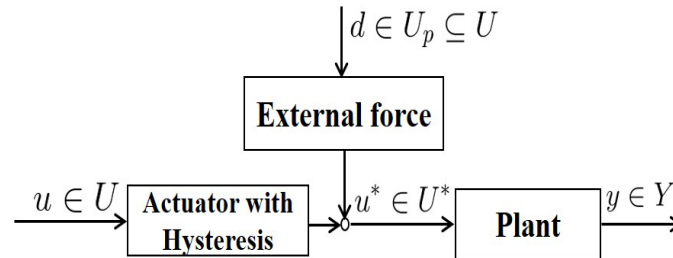 d ∈ U_p ⊆ U
External force
u ∈ U
Actuator with
Hysteresis
u* ∈ U*
Plant
y ∈ Y